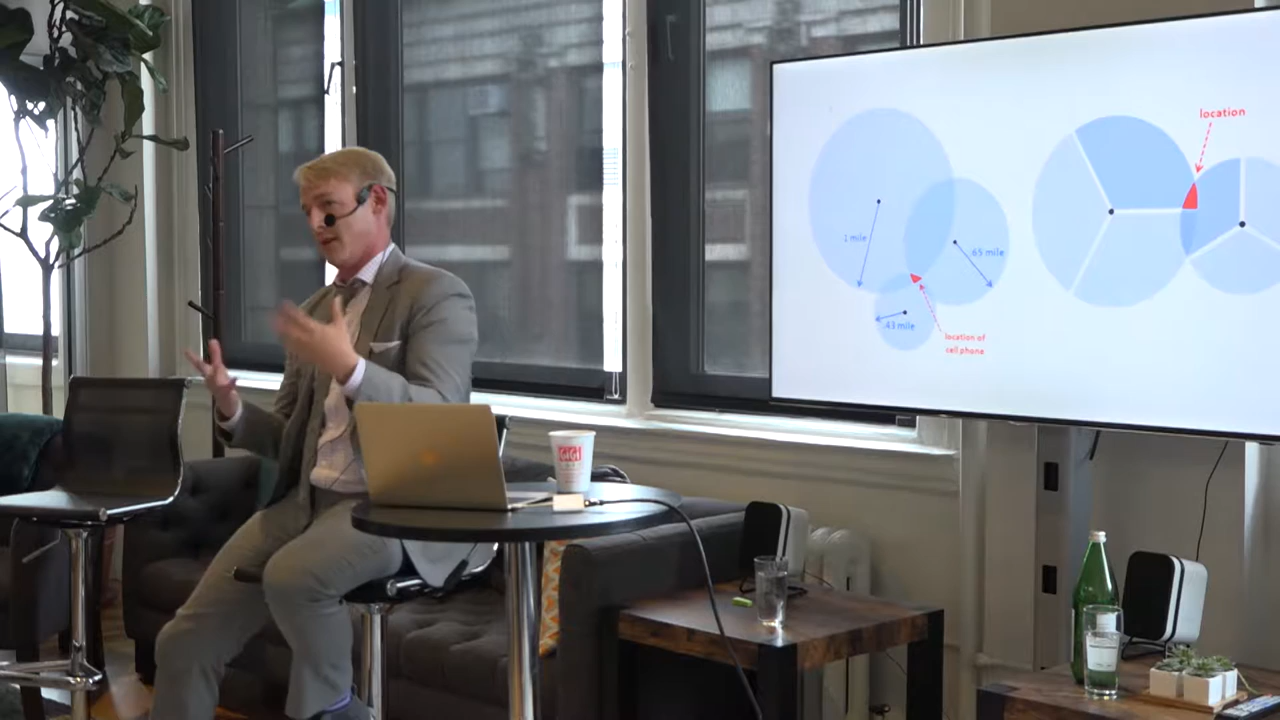 location
1 mile
.65 mile
.43 mile
location of
cell phone
GiGi